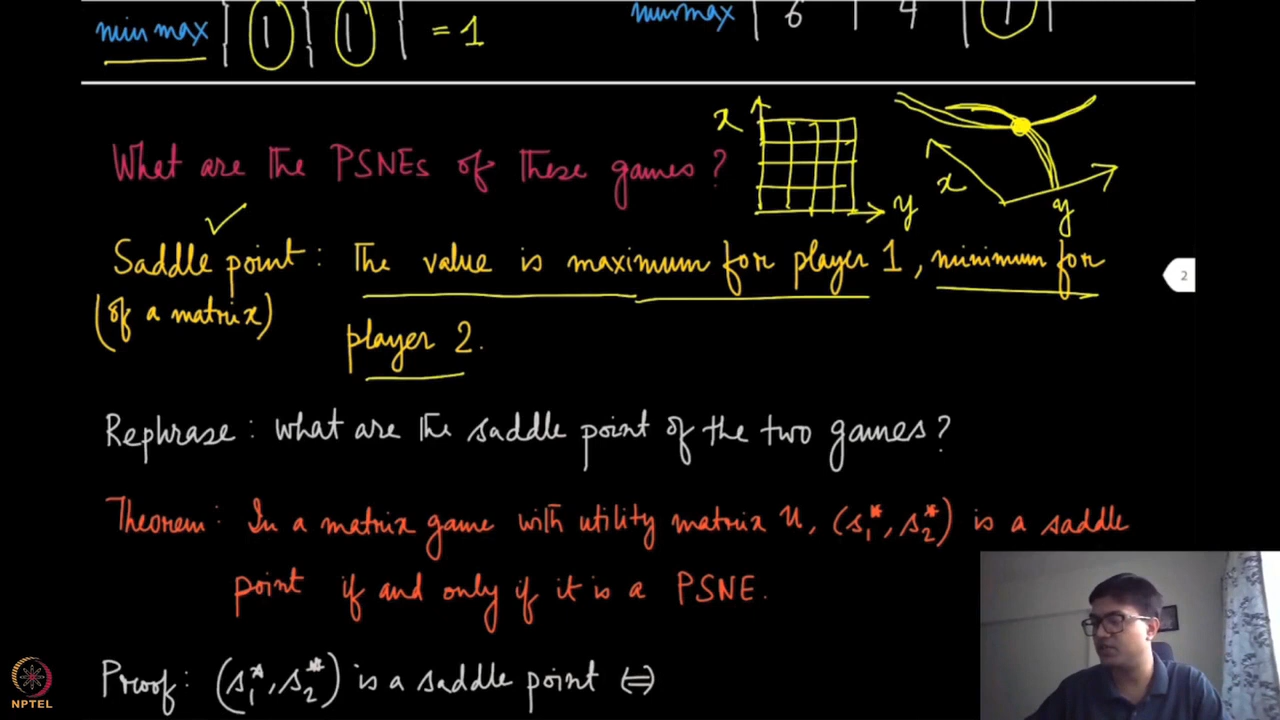 min max { 1 } { 1 } = 1
minmax | 6 | 4 | 1 |
What are the PSNEs of these games?
x
y
x
y
Saddle point : The value is maximum for player 1, minimum for
(of a matrix)
player 2.
2
Rephrase : what are the saddle point of the two games?
Theorem : In a matrix game with utility matrix u, (s₁*, s₂*) is a saddle
point if and only if it is a PSNE.
Proof : (s₁*, s₂*) is a saddle point ⇔
NPTEL